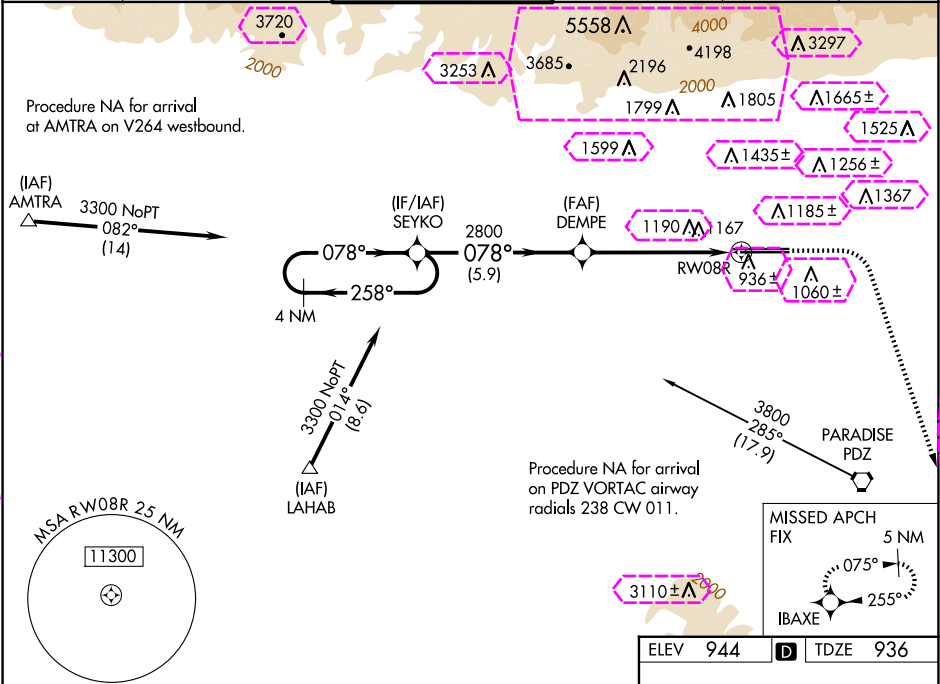 3720
2000
5558
4000
4198
3297
3253
3685
2196
2000
1799
1805
1665 ±
1525
Procedure NA for arrival
at AMTRA on V264 westbound.
1599
1435 ±
1256 ±
1367
1185 ±
(IAF)
AMTRA
3300 NoPT
082°
(14)
(IF/IAF)
SEYKO
2800
078°
(5.9)
(FAF)
DEMPE
1190
1167
RW08R
936 ±
1060 ±
078°
258°
4 NM
3300 NoPT
014°
(8.6)
(IAF)
LAHAB
3800
285°
(17.9)
PARADISE
PDZ
Procedure NA for arrival
on PDZ VORTAC airway
radials 238 CW 011.
MSA RW08R 25 NM
11300
MISSED APCH
FIX
5 NM
075°
255°
IBAXE
2000
3110 ±
ELEV 944 D TDZE 936